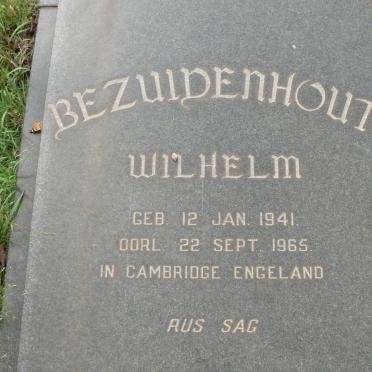 BEZUIDENHOUT
WILHELM
GEB. 12 JAN. 1941.
OORL. 22 SEPT. 1965.
IN CAMBRIDGE ENGELAND
RUS SAG